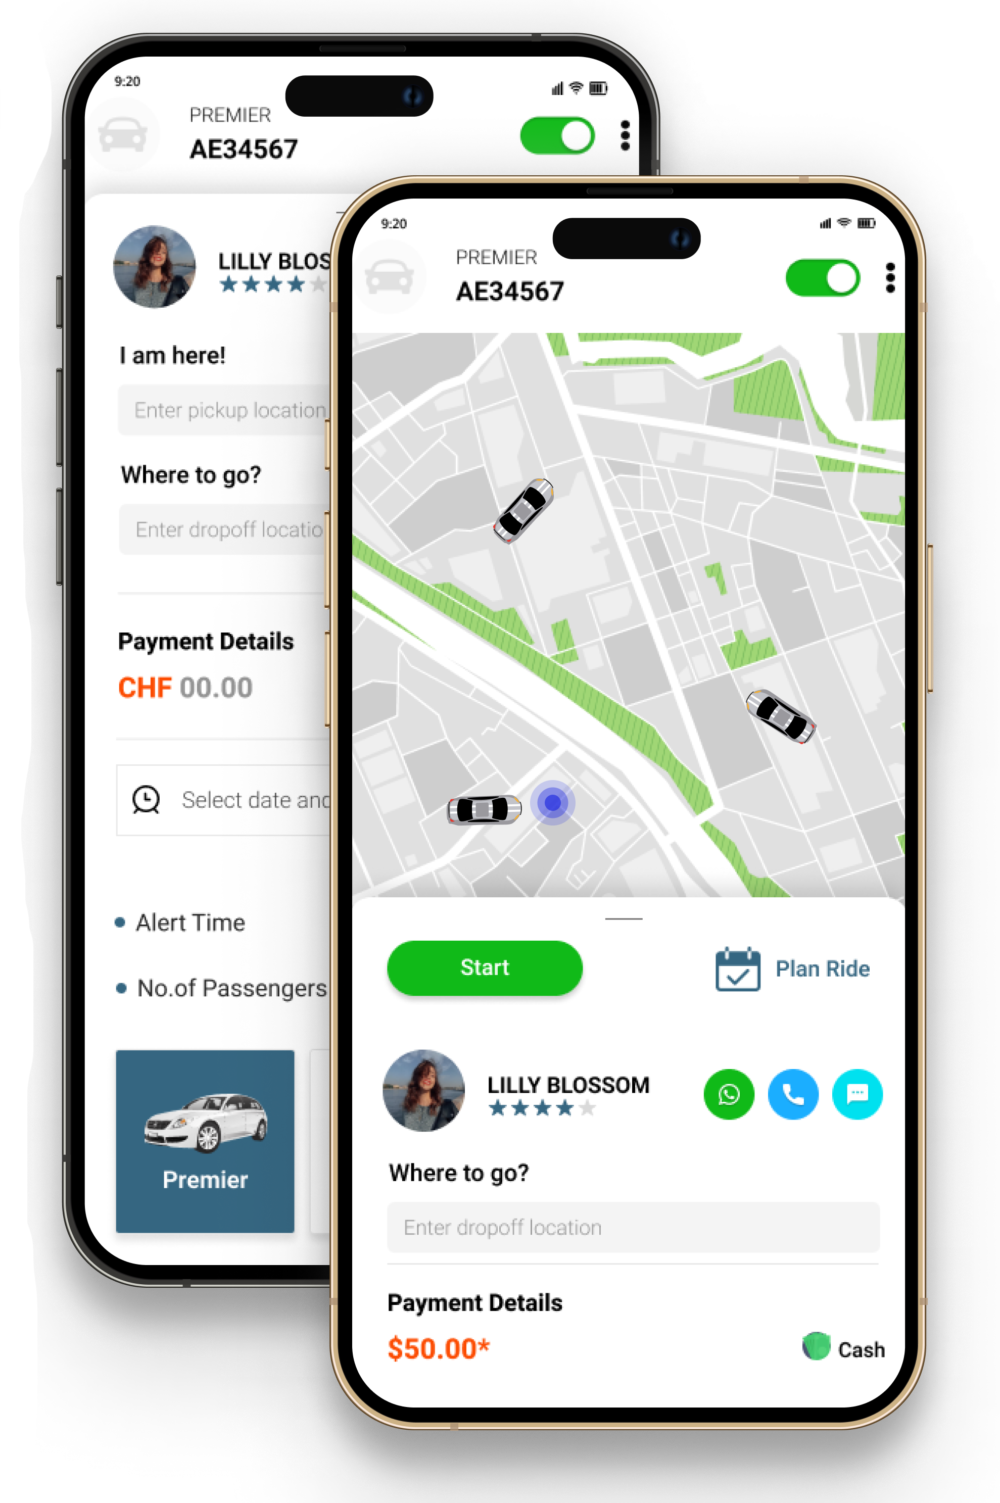 9:20
PREMIER
AE34567
LILLY BLOS
I am here!
Enter pickup location
Where to go?
Enter dropoff locatio
Payment Details
CHF 00.00
Select date and
Alert Time
No.of Passengers
Premier
9:20
PREMIER
AE34567
Start
Plan Ride
LILLY BLOSSOM
Where to go?
Enter dropoff location
Payment Details
$50.00*
Cash